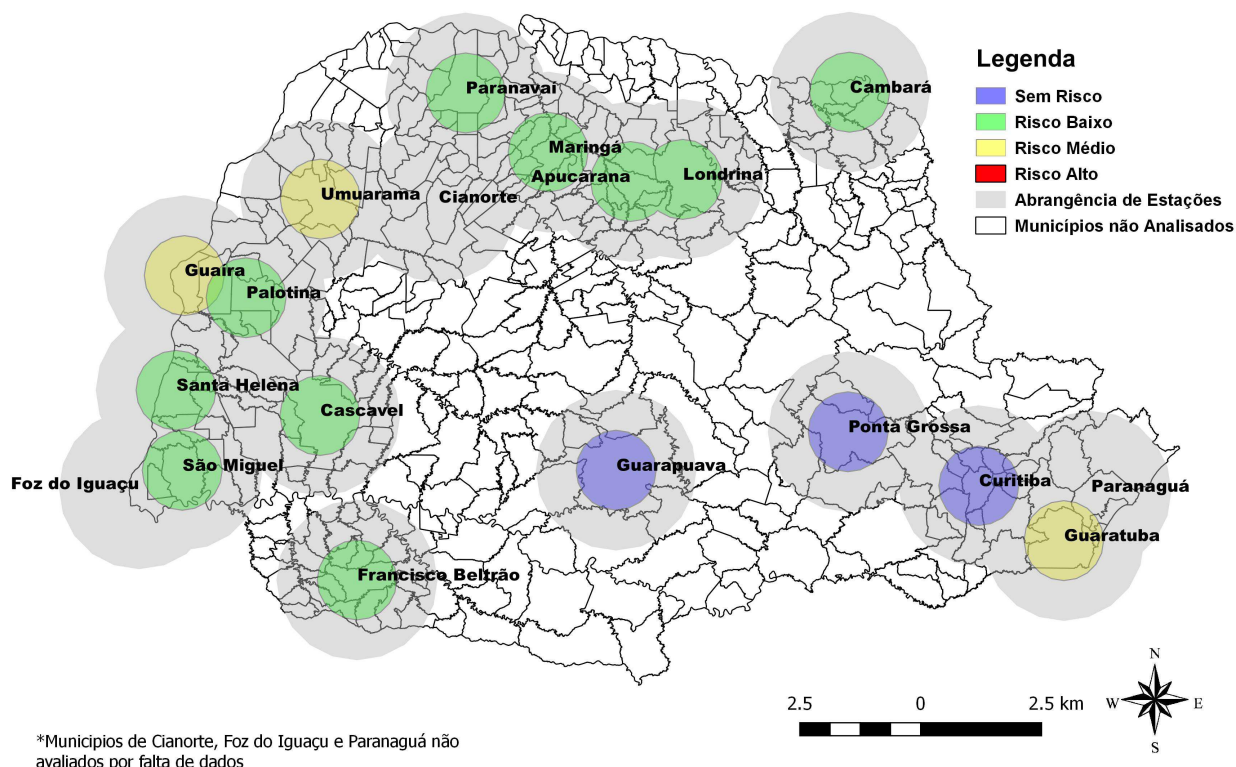 Paranavai
Cambará
Maringá
Apucarana
Londrina
Umuarama
Cianorte
Guaíra
Palotina
Santa Helena
Cascavel
São Miguel
Foz do Iguaçu
Francisco Beltrão
Guarapuava
Ponta Grossa
Curitiba
Paranaguá
Guaratuba
Legenda
Sem Risco
Risco Baixo
Risco Médio
Risco Alto
Abrangência de Estações
Municípios não Analisados
2.5 0 2.5 km
N
W E
S
*Municipios de Cianorte, Foz do Iguaçu e Paranaguá não
avaliados por falta de dados